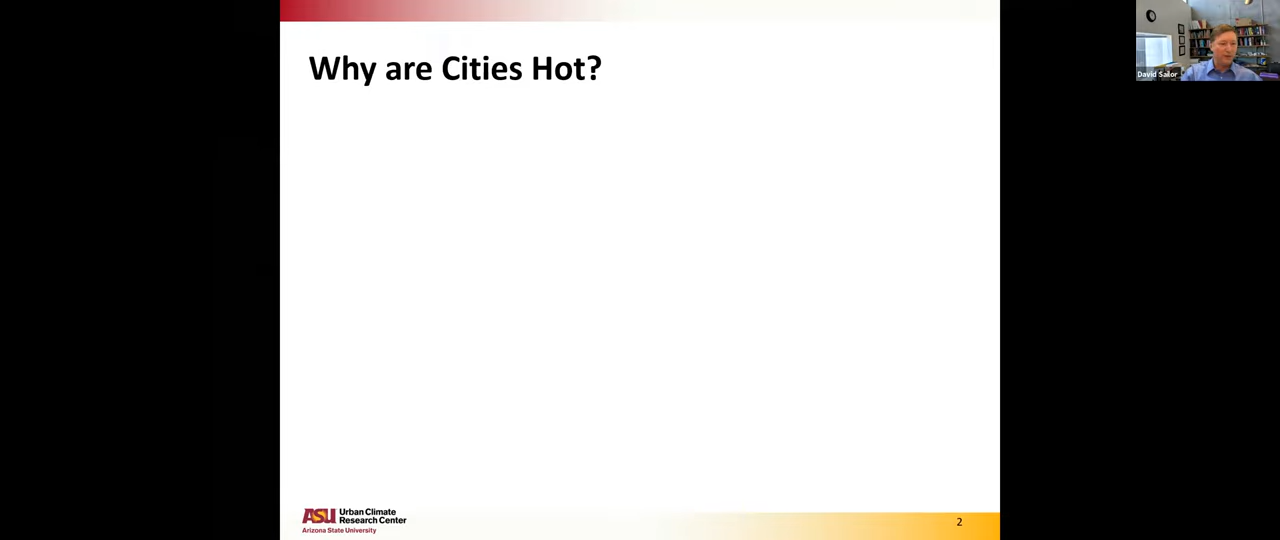 Why are Cities Hot?
David Sailor
ASU Urban Climate
Research Center
Arizona State University
2